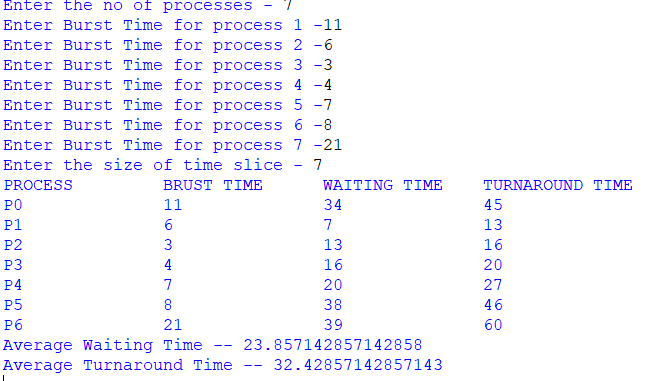 Enter the no of processes - 7
Enter Burst Time for process 1 -11
Enter Burst Time for process 2 -6
Enter Burst Time for process 3 -3
Enter Burst Time for process 4 -4
Enter Burst Time for process 5 -7
Enter Burst Time for process 6 -8
Enter Burst Time for process 7 -21
Enter the size of time slice - 7
PROCESS BRUST TIME WAITING TIME TURNAROUND TIME
P0 11 34 45
P1 6 7 13
P2 3 13 16
P3 4 16 20
P4 7 20 27
P5 8 38 46
P6 21 39 60
Average Waiting Time -- 23.857142857142858
Average Turnaround Time -- 32.42857142857143